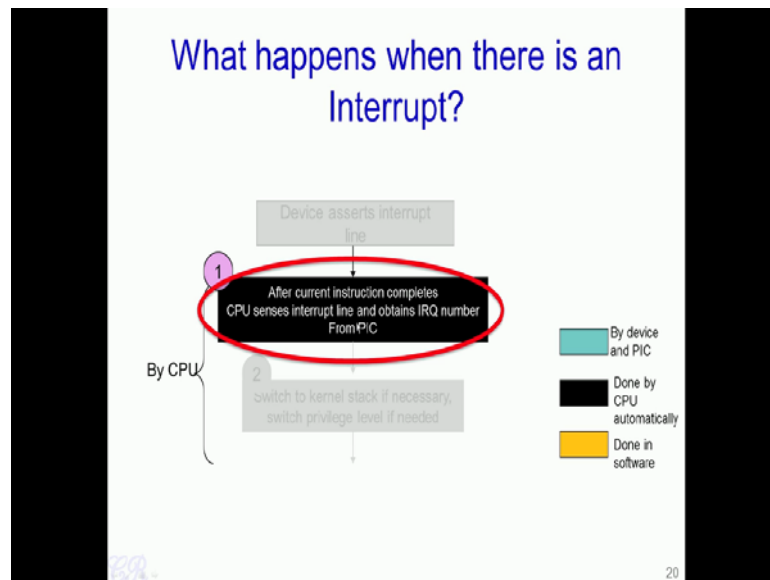 What happens when there is an
Interrupt?
Device asserts interrupt
line
1
After current instruction completes
CPU senses interrupt line and obtains IRQ number
From PIC
By CPU
2
Switch to kernel stack if necessary,
switch privilege level if needed
By device
and PIC
Done by
CPU
automatically
Done in
software
20